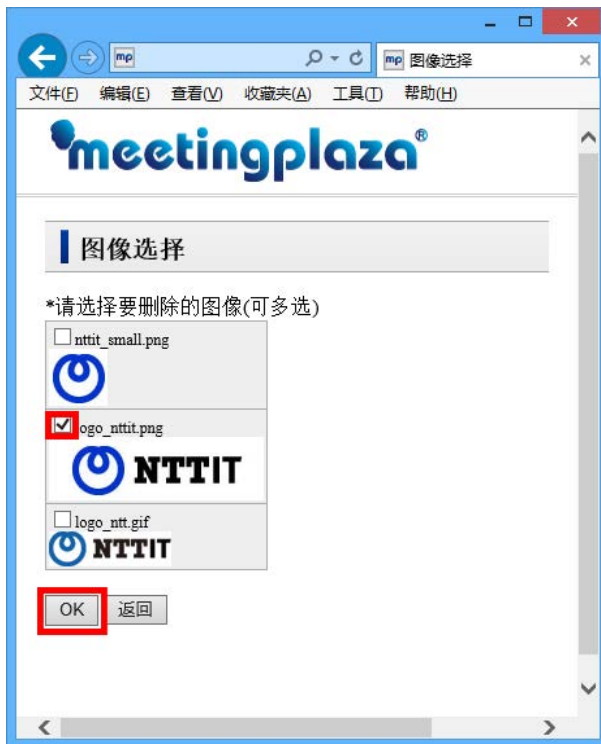 mp
mp 图像选择
文件(F) 编辑(E) 查看(V) 收藏夹(A) 工具(T) 帮助(H)
meetingplaza®
图像选择
*请选择要删除的图像(可多选)
nttit_small.png
ogo_nttit.png
NTTIT
logo_ntt.gif
NTTIT
OK 返回